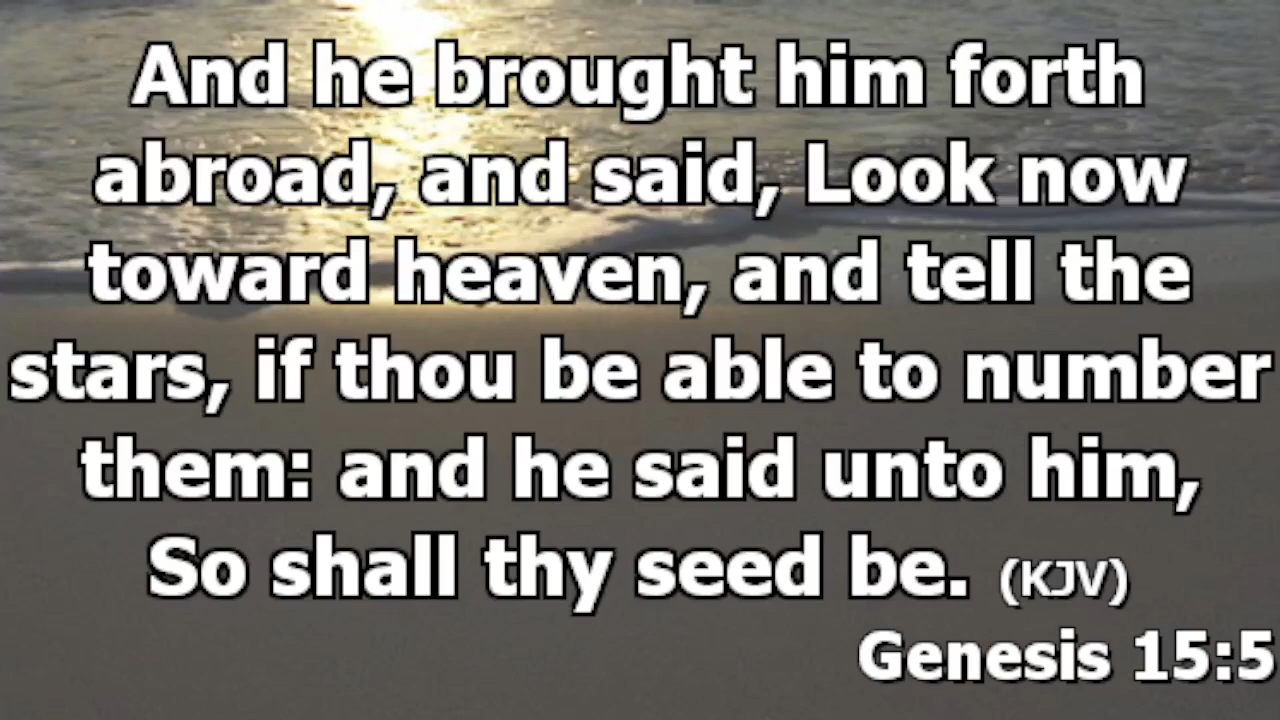 And he brought him forth
abroad, and said, Look now
toward heaven, and tell the
stars, if thou be able to number
them: and he said unto him,
So shall thy seed be. (KJV)
Genesis 15:5